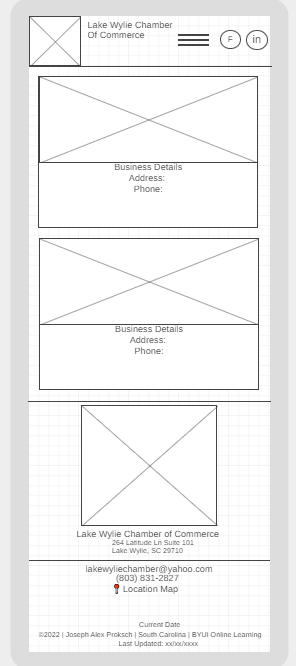 Lake Wylie Chamber
Of Commerce
F
in
Business Details
Address:
Phone:
Business Details
Address:
Phone:
Lake Wylie Chamber of Commerce
264 Latitude Ln Suite 101
Lake Wylie, SC 29710
lakewyliechamber@yahoo.com
(803) 831-2827
Location Map
Current Date
©2022 | Joseph Alex Proksch | South Carolina | BYUI Online Learning
Last Updated: xx/xx/xxxx